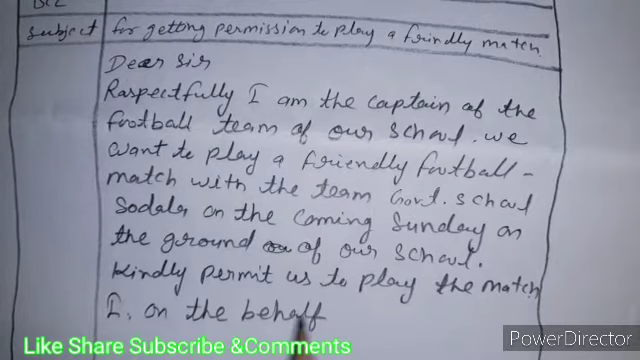 Subject for getting permission to play a frindly match
Dear sir
Raspectfully I am the captain of the
football team of our school. we
want to play a friendly football-
match with the team Govt. school
Sodala on the coming Sunday on
the ground of our school.
Kindly permit us to play the match
I, on the behalf
Like Share Subscribe &Comments
PowerDirector